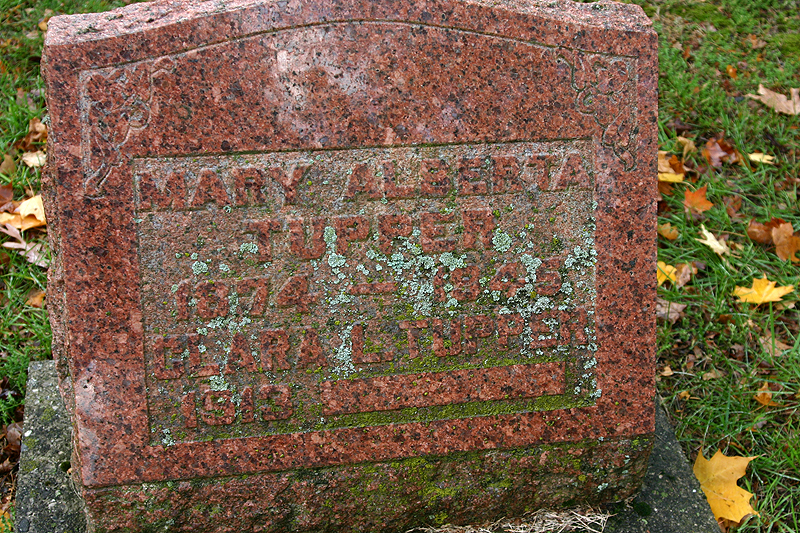 MARY ALBERTA
TUPPER
1874 – 1945
CLARA L. TUPPER
1913